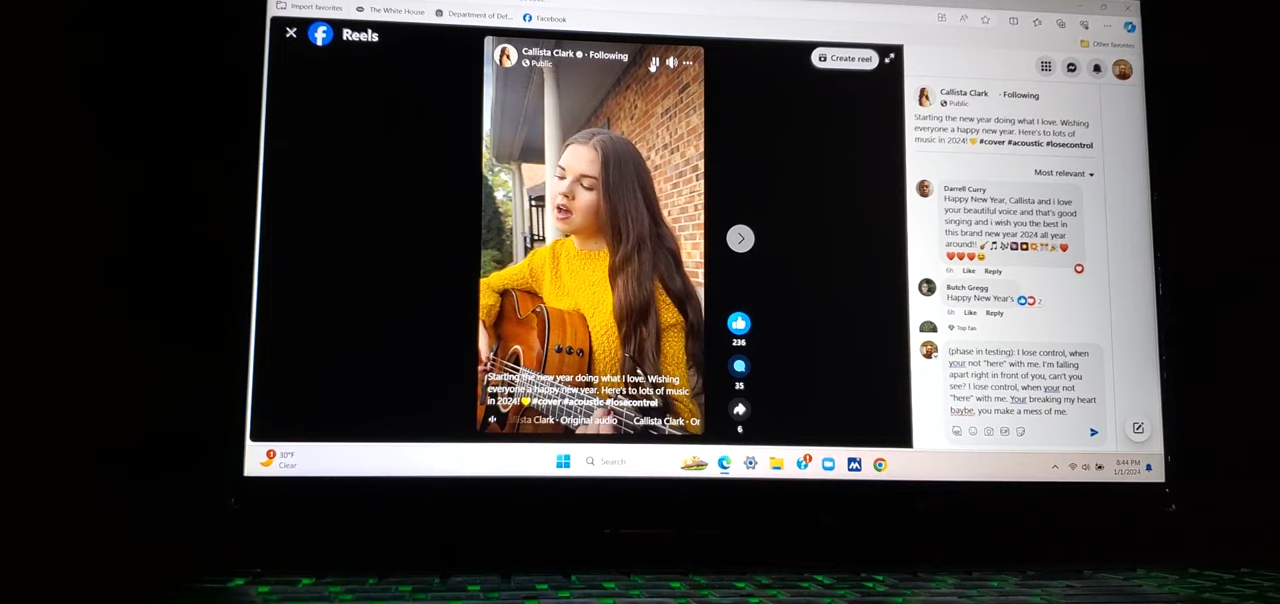 Import favorites
The White House
Department of Def...
Facebook
Other favorites
Reels
Callista Clark · Following
Public
Create reel
Starting the new year doing what I love. Wishing
everyone a happy new year. Here's to lots of music
in 2024! 💛 #cover #acoustic #losecontrol
Callista Clark · Original audio
Callista Clark · Or
236
35
6
Callista Clark · Following
Public
Starting the new year doing what I love. Wishing
everyone a happy new year. Here's to lots of
music in 2024! 💛 #cover #acoustic #losecontrol
Most relevant
Darrell Curry
Happy New Year, Callista and i love
your beautiful voice and that's good
singing and i wish you the best in
this brand new year 2024 all year
around!!
6h Like Reply
Butch Gregg
Happy New Year's
2
6h Like Reply
Top fan
(phase in testing): I lose control, when
your not "here" with me. I'm falling
apart right in front of you, can't you
see? I lose control, when your not
"here" with me. Your breaking my heart
baybe, you make a mess of me.
1
30°F
Clear
Search
8:44 PM
1/1/2024